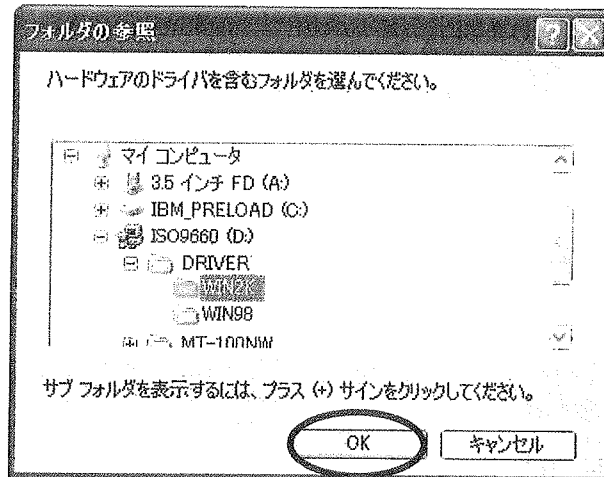 フォルダの参照
ハードウェアのドライバを含むフォルダを選んでください。
マイ コンピュータ
3.5 インチ FD (A:)
IBM_PRELOAD (C:)
ISO9660 (D:)
DRIVER
WIN2K
WIN98
MT-100NW
サブ フォルダを表示するには、プラス (+) サインをクリックしてください。
OK キャンセル